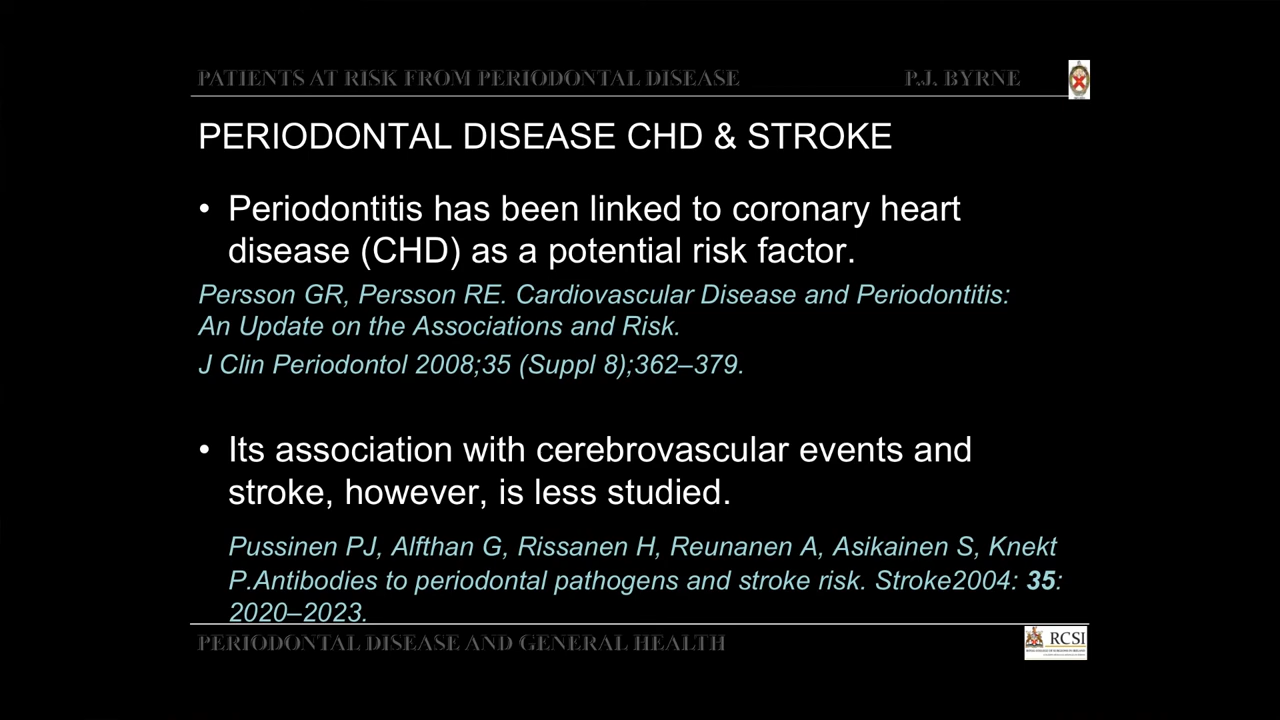 PATIENTS AT RISK FROM PERIODONTAL DISEASE P.J. BYRNE
PERIODONTAL DISEASE CHD & STROKE
• Periodontitis has been linked to coronary heart
disease (CHD) as a potential risk factor.
Persson GR, Persson RE. Cardiovascular Disease and Periodontitis:
An Update on the Associations and Risk.
J Clin Periodontol 2008;35 (Suppl 8);362–379.
• Its association with cerebrovascular events and
stroke, however, is less studied.
Pussinen PJ, Alfthan G, Rissanen H, Reunanen A, Asikainen S, Knekt
P.Antibodies to periodontal pathogens and stroke risk. Stroke2004: 35:
2020–2023.
PERIODONTAL DISEASE AND GENERAL HEALTH
RCSI